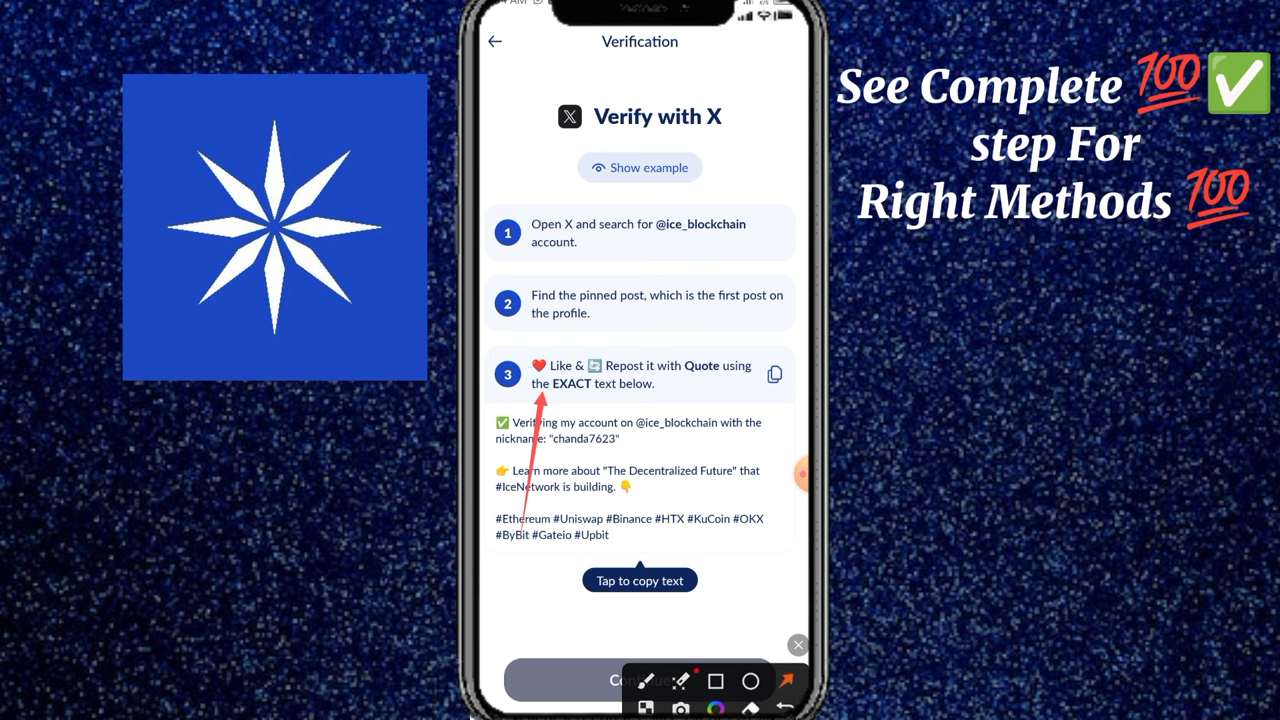 Verification
See Complete 💯✅
step For
Right Methods 💯
X Verify with X
Show example
1
Open X and search for @ice_blockchain
account.
2
Find the pinned post, which is the first post on
the profile.
3
❤️ Like & 🔄 Repost it with Quote using
the EXACT text below.
✅ Verifying my account on @ice_blockchain with the
nickname: "chanda7623"
👉 Learn more about "The Decentralized Future" that
#IceNetwork is building. 👇
#Ethereum #Uniswap #Binance #HTX #KuCoin #OKX
#ByBit #Gateio #Upbit
Tap to copy text